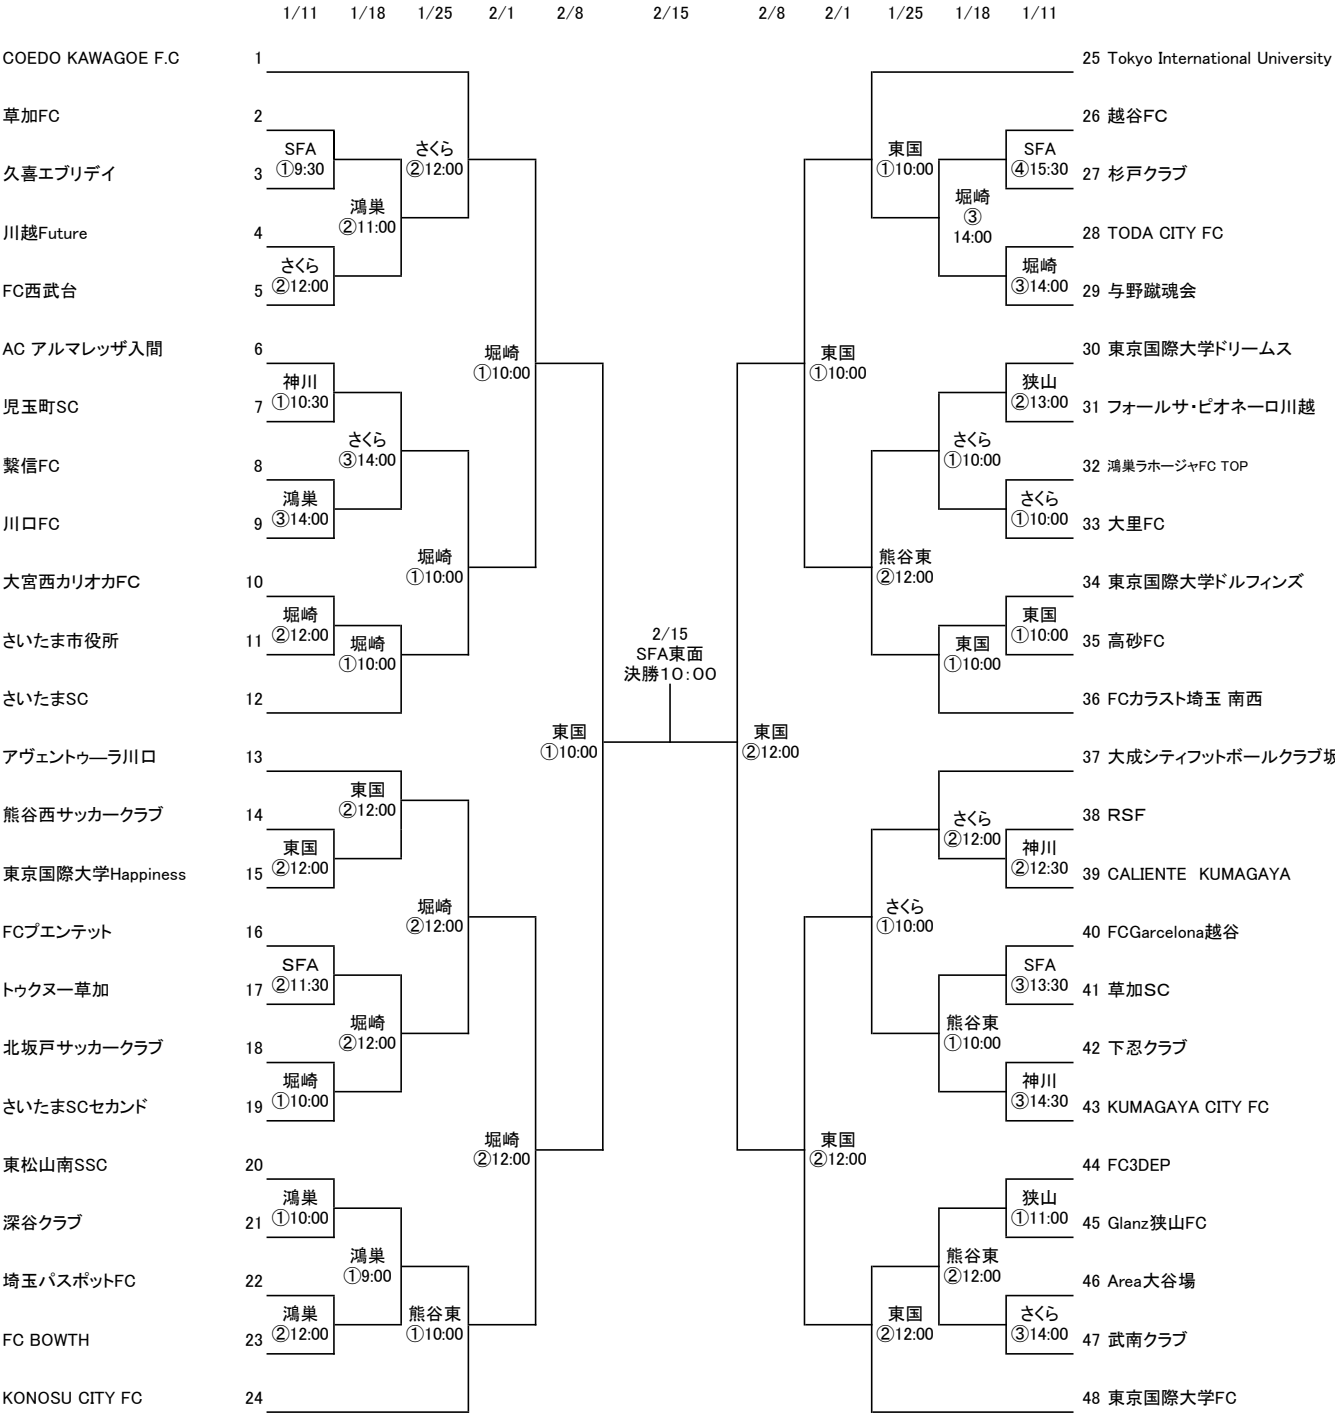 1/11 1/18 1/25 2/1 2/8 2/15 2/8 2/1 1/25 1/18 1/11
COEDO KAWAGOE F.C 1
草加FC 2
SFA
①9:30
久喜エブリデイ 3
さくら
②12:00
鴻巣
②11:00
川越Future 4
さくら
②12:00
FC西武台 5
AC アルマレッザ入間 6
神川
①10:30
児玉町SC 7
堀崎
①10:00
さくら
③14:00
繋信FC 8
鴻巣
③14:00
川口FC 9
堀崎
①10:00
大宮西カリオカFC 10
堀崎
②12:00
さいたま市役所 11
堀崎
①10:00
さいたまSC 12
東国
①10:00
アヴェントゥ―ラ川口 13
東国
②12:00
熊谷西サッカークラブ 14
東国
②12:00
東京国際大学Happiness 15
堀崎
②12:00
FCプエンテット 16
SFA
②11:30
トゥクヌー草加 17
堀崎
②12:00
北坂戸サッカークラブ 18
堀崎
①10:00
さいたまSCセカンド 19
堀崎
②12:00
東松山南SSC 20
鴻巣
①10:00
深谷クラブ 21
鴻巣
①9:00
埼玉パスポットFC 22
鴻巣
②12:00
FC BOWTH 23
熊谷東
①10:00
KONOSU CITY FC 24
2/15
SFA東面
決勝10:00
25 Tokyo International University
26 越谷FC
東国
①10:00
SFA
④15:30
27 杉戸クラブ
堀崎
③
14:00
28 TODA CITY FC
堀崎
③14:00
29 与野蹴魂会
30 東京国際大学ドリームス
東国
①10:00
狭山
②13:00
31 フォールサ・ピオネーロ川越
さくら
①10:00
32 鴻巣ラホージャFC TOP
さくら
①10:00
33 大里FC
熊谷東
②12:00
34 東京国際大学ドルフィンズ
東国
①10:00
35 高砂FC
東国
①10:00
36 FCカラスト埼玉 南西
東国
②12:00
37 大成シティフットボールクラブ坂
さくら
②12:00
38 RSF
神川
②12:30
39 CALIENTE KUMAGAYA
さくら
①10:00
40 FCGarcelona越谷
SFA
③13:30
41 草加SC
熊谷東
①10:00
42 下忍クラブ
神川
③14:30
43 KUMAGAYA CITY FC
東国
②12:00
44 FC3DEP
狭山
①11:00
45 Glanz狭山FC
熊谷東
②12:00
46 Area大谷場
さくら
③14:00
47 武南クラブ
東国
②12:00
48 東京国際大学FC